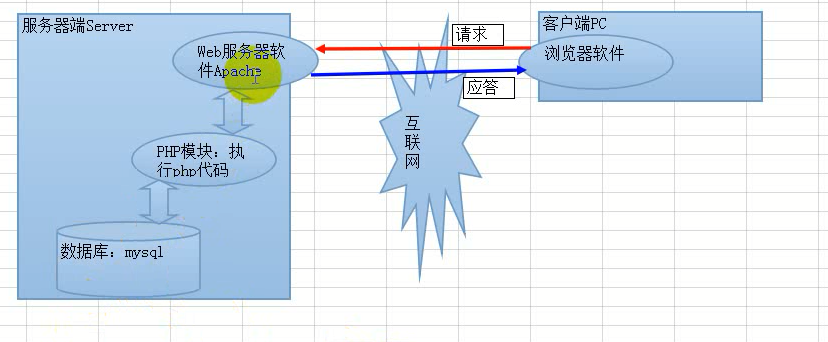 服务器端Server
Web服务器软
件Apache
PHP模块：执
行php代码
数据库：mysql
请求
应答
互
联
网
客户端PC
浏览器软件